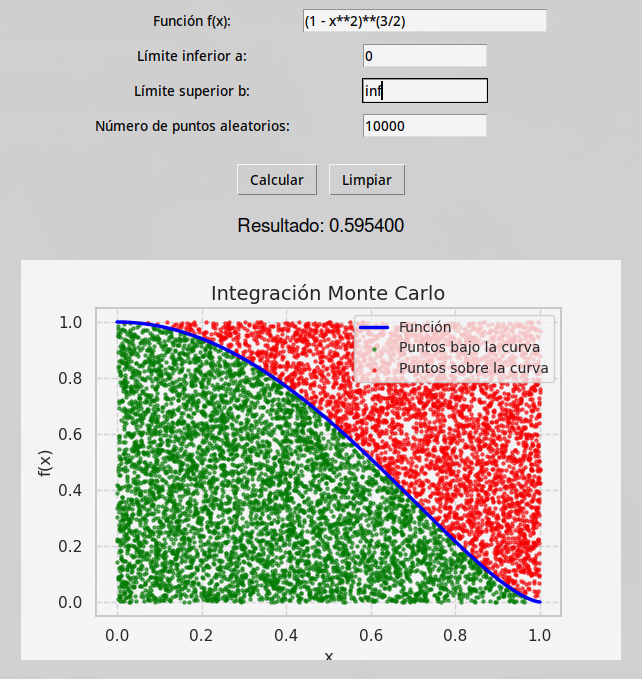 Función f(x): (1 - x**2)**(3/2)
Límite inferior a: 0
Límite superior b: inf
Número de puntos aleatorios: 10000
Calcular Limpiar
Resultado: 0.595400
Integración Monte Carlo
Función
Puntos bajo la curva
Puntos sobre la curva
f(x)
1.0
0.8
0.6
0.4
0.2
0.0
0.0 0.2 0.4 0.6 0.8 1.0
x